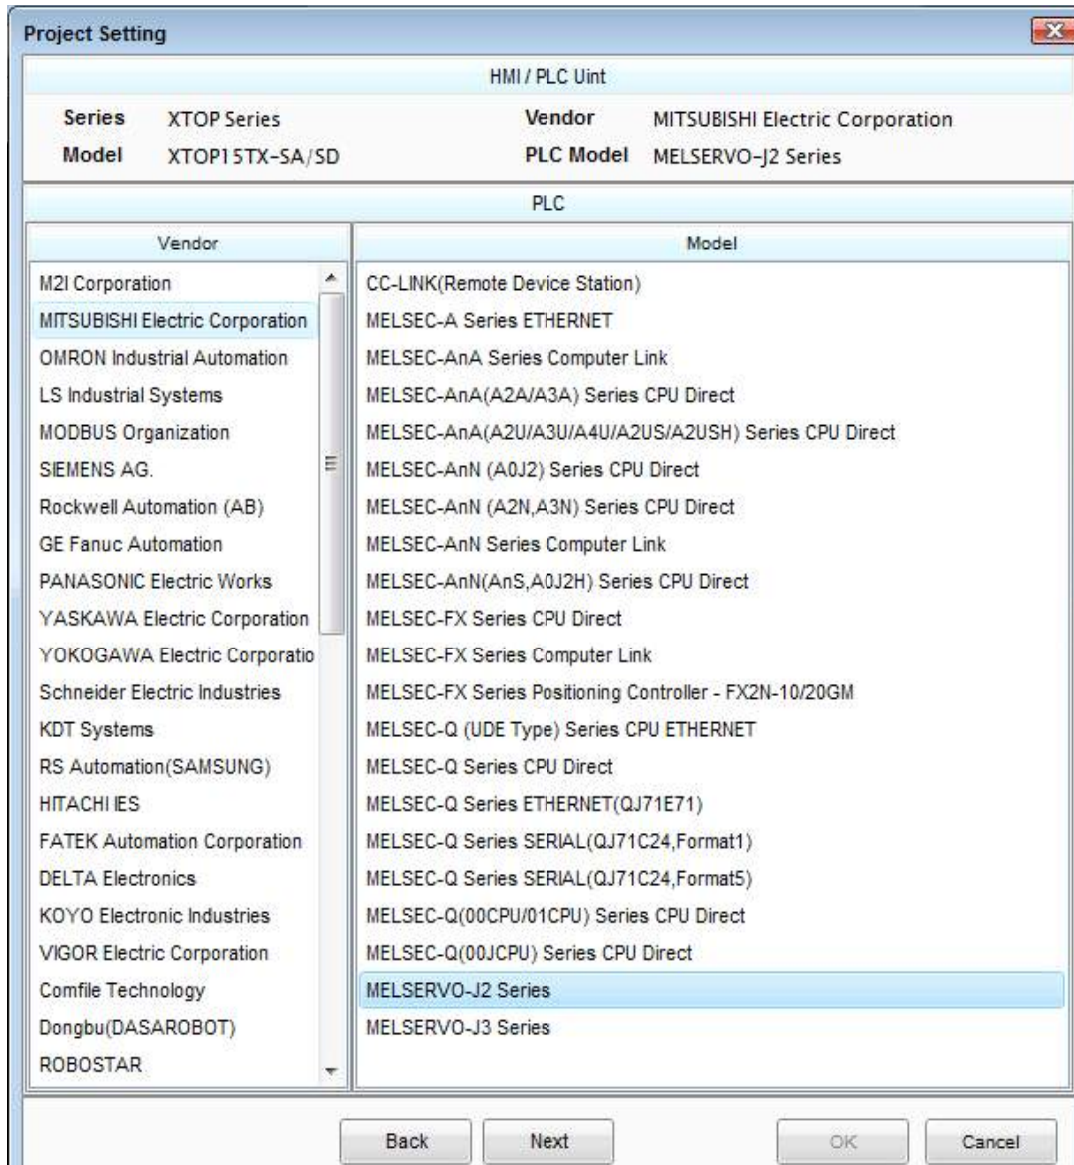 Project Setting
HMI / PLC Uint
Series XTOP Series Vendor MITSUBISHI Electric Corporation
Model XTOP15TX-SA/SD PLC Model MELSERVO-J2 Series
PLC
Vendor
M2I Corporation
MITSUBISHI Electric Corporation
OMRON Industrial Automation
LS Industrial Systems
MODBUS Organization
SIEMENS AG.
Rockwell Automation (AB)
GE Fanuc Automation
PANASONIC Electric Works
YASKAWA Electric Corporation
YOKOGAWA Electric Corporatio
Schneider Electric Industries
KDT Systems
RS Automation(SAMSUNG)
HITACHI IES
FATEK Automation Corporation
DELTA Electronics
KOYO Electronic Industries
VIGOR Electric Corporation
Comfile Technology
Dongbu(DASAROBOT)
ROBOSTAR
Model
CC-LINK(Remote Device Station)
MELSEC-A Series ETHERNET
MELSEC-AnA Series Computer Link
MELSEC-AnA(A2A/A3A) Series CPU Direct
MELSEC-AnA(A2U/A3U/A4U/A2US/A2USH) Series CPU Direct
MELSEC-AnN (A0J2) Series CPU Direct
MELSEC-AnN (A2N,A3N) Series CPU Direct
MELSEC-AnN Series Computer Link
MELSEC-AnN(AnS,A0J2H) Series CPU Direct
MELSEC-FX Series CPU Direct
MELSEC-FX Series Computer Link
MELSEC-FX Series Positioning Controller - FX2N-10/20GM
MELSEC-Q (UDE Type) Series CPU ETHERNET
MELSEC-Q Series CPU Direct
MELSEC-Q Series ETHERNET(QJ71E71)
MELSEC-Q Series SERIAL(QJ71C24,Format1)
MELSEC-Q Series SERIAL(QJ71C24,Format5)
MELSEC-Q(00CPU/01CPU) Series CPU Direct
MELSEC-Q(00JCPU) Series CPU Direct
MELSERVO-J2 Series
MELSERVO-J3 Series
Back Next OK Cancel